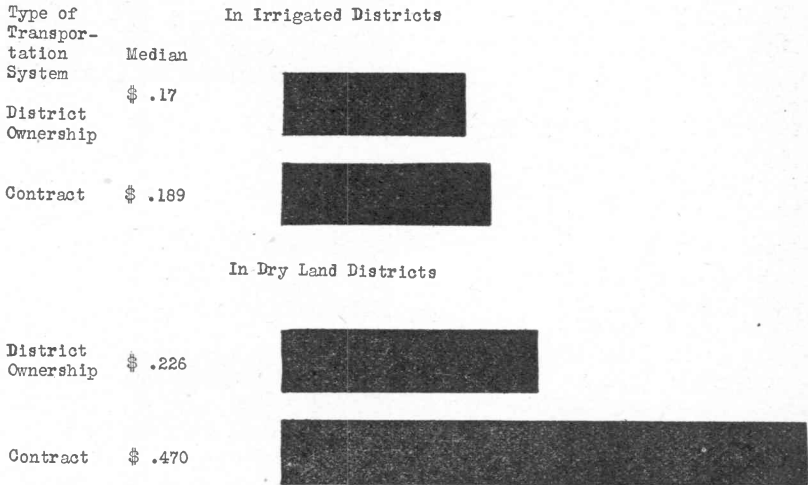 Type of
Transpor-
tation
System
Median
In Irrigated Districts
District
Ownership
$ .17
Contract $ .189
In Dry Land Districts
District
Ownership
$ .226
Contract $ .470